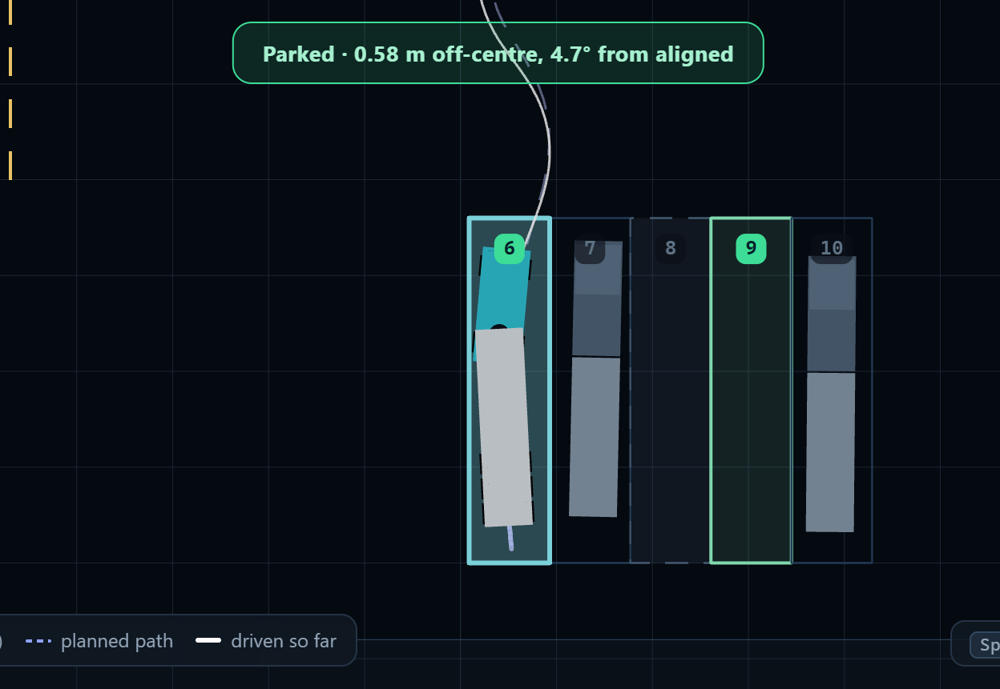 Parked · 0.58 m off-centre, 4.7° from aligned
6 7 8 9 10
planned path driven so far
Sp